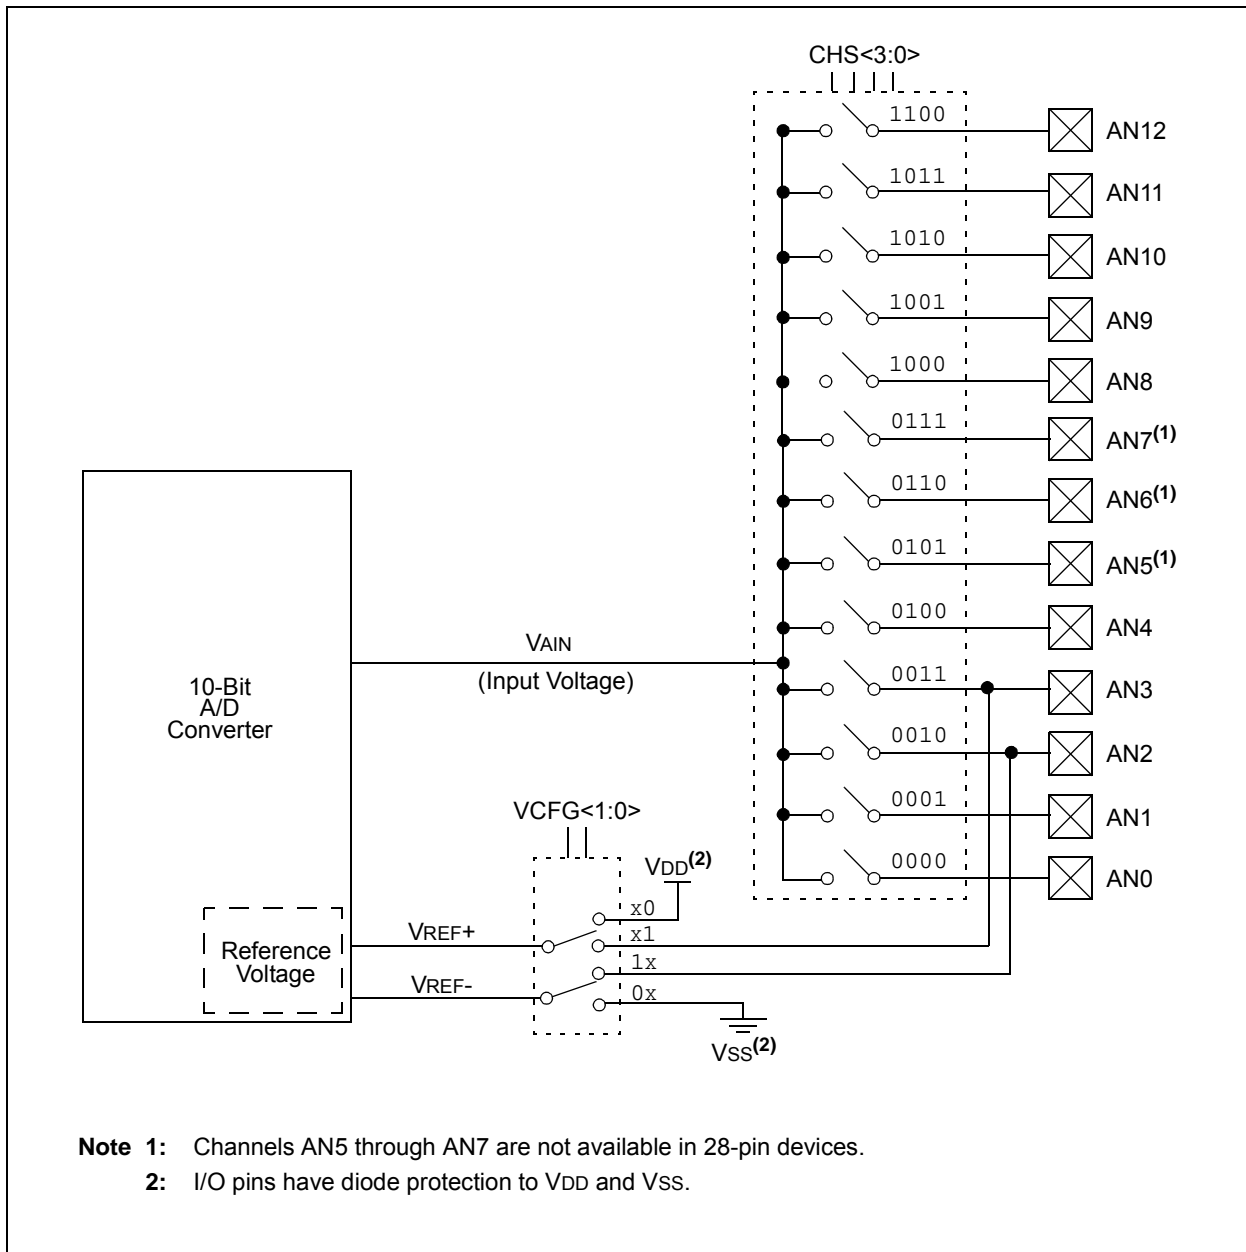 CHS<3:0>
1100
AN12
1011
AN11
1010
AN10
1001
AN9
1000
AN8
0111
AN7(1)
0110
AN6(1)
0101
AN5(1)
0100
AN4
VAIN
(Input Voltage)
0011
AN3
10-Bit
A/D
Converter
0010
AN2
VCFG<1:0>
0001
AN1
VDD(2)
0000
AN0
x0
VREF+
x1
Reference
Voltage
1x
VREF-
0x
VSS(2)
Note 1: Channels AN5 through AN7 are not available in 28-pin devices.
2: I/O pins have diode protection to VDD and VSS.